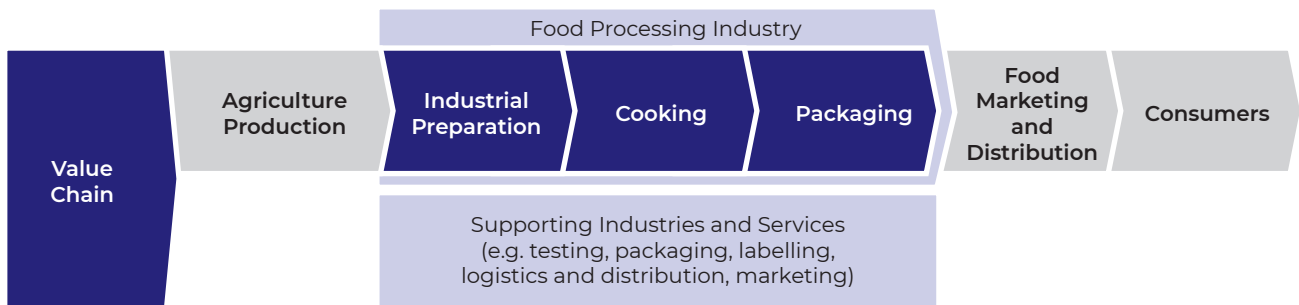 Food Processing Industry
Value
Chain
Agriculture
Production
Industrial
Preparation
Cooking
Packaging
Food
Marketing
and
Distribution
Consumers
Supporting Industries and Services
(e.g. testing, packaging, labelling,
logistics and distribution, marketing)